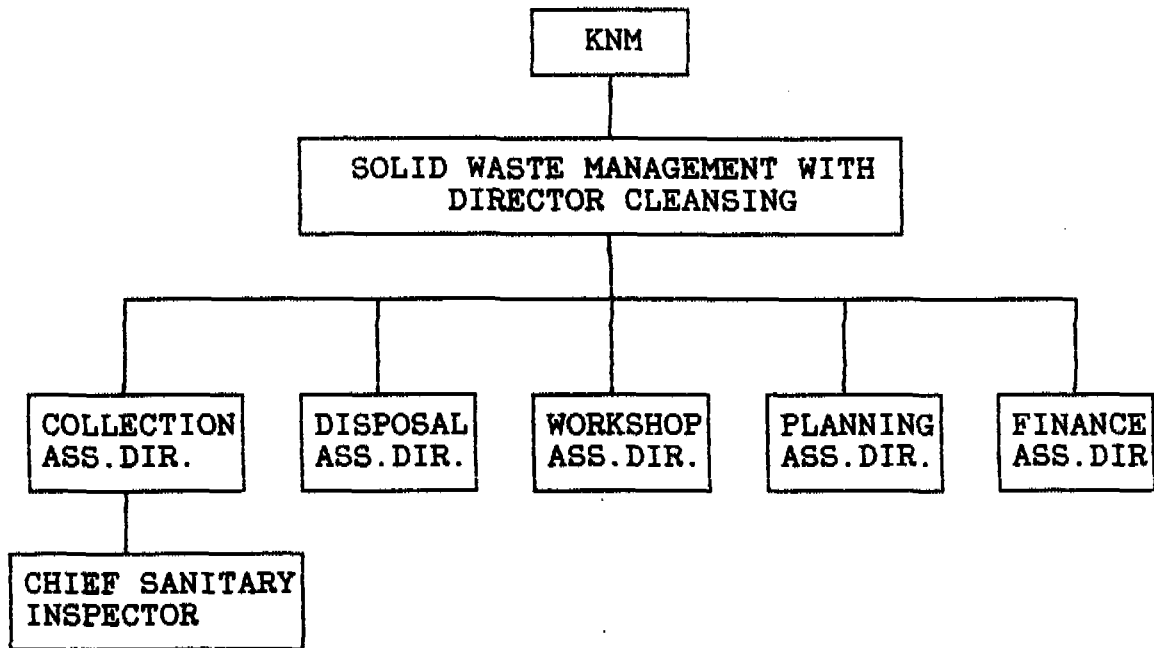 KNM
SOLID WASTE MANAGEMENT WITH
DIRECTOR CLEANSING
COLLECTION
ASS.DIR.
DISPOSAL
ASS.DIR.
WORKSHOP
ASS.DIR.
PLANNING
ASS.DIR.
FINANCE
ASS.DIR
CHIEF SANITARY
INSPECTOR